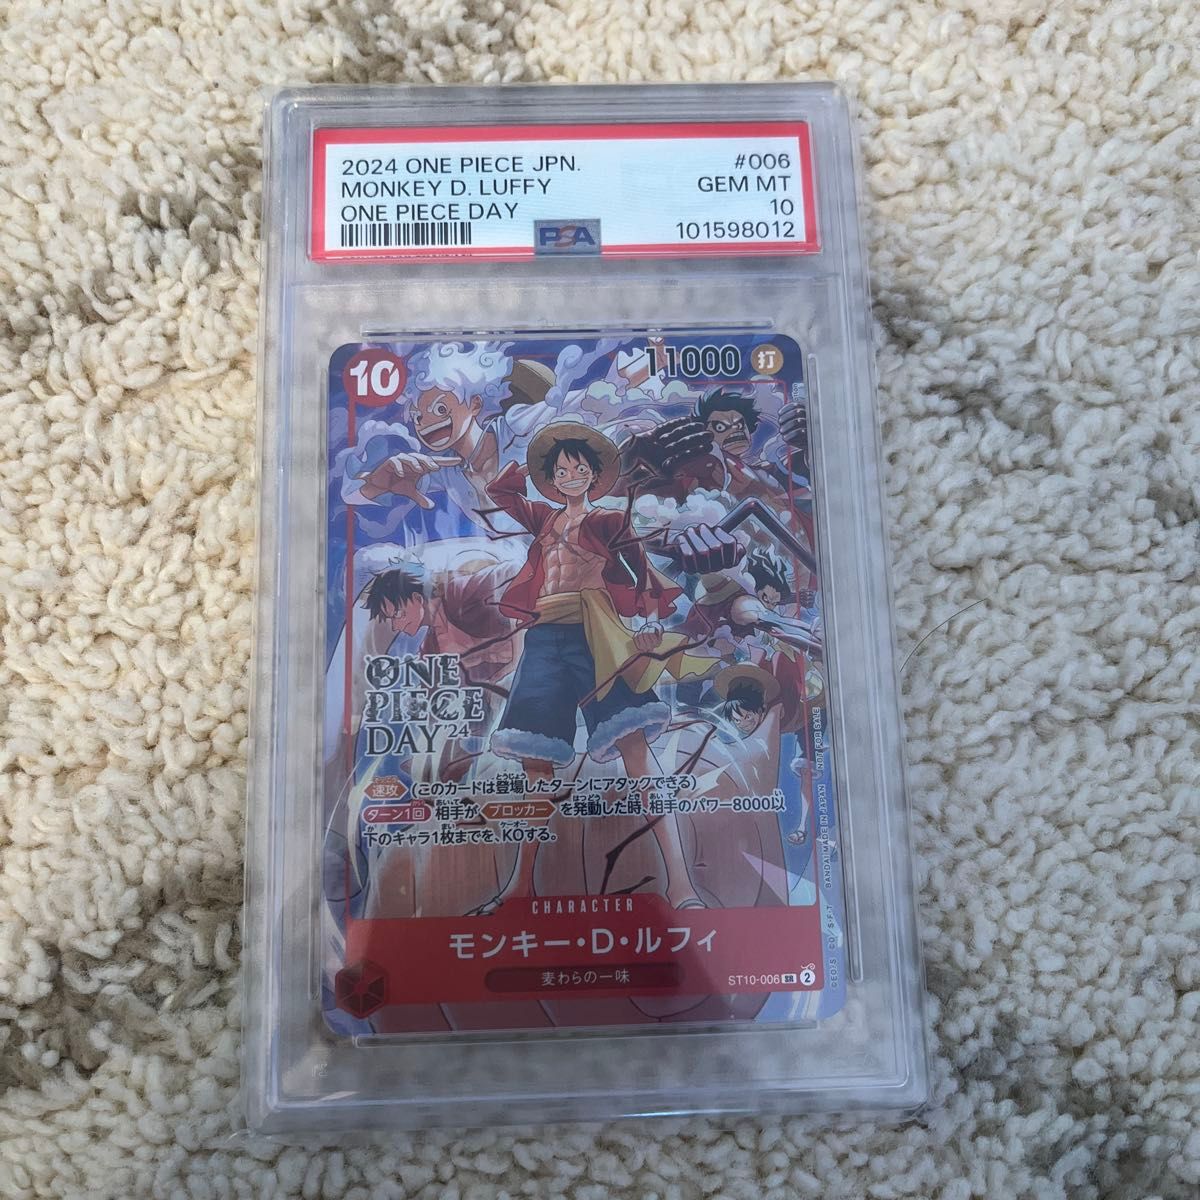 2024 ONE PIECE JPN. #006
MONKEY D. LUFFY GEM MT
ONE PIECE DAY 10
PSA 101598012
10 11000 打
ONE
PIECE
DAY '24
速攻 (このカードは登場したターンにアタックできる)
ターン1回 相手が ブロッカー を発動した時、相手のパワー8000以
下のキャラ1枚までを、KOする。
CHARACTER
モンキー・D・ルフィ
麦わらの一味
ST10-006 SR 2
©E.O/S. ©O/S・F・T BANDAI MADE IN JAPAN NOT FOR SALE